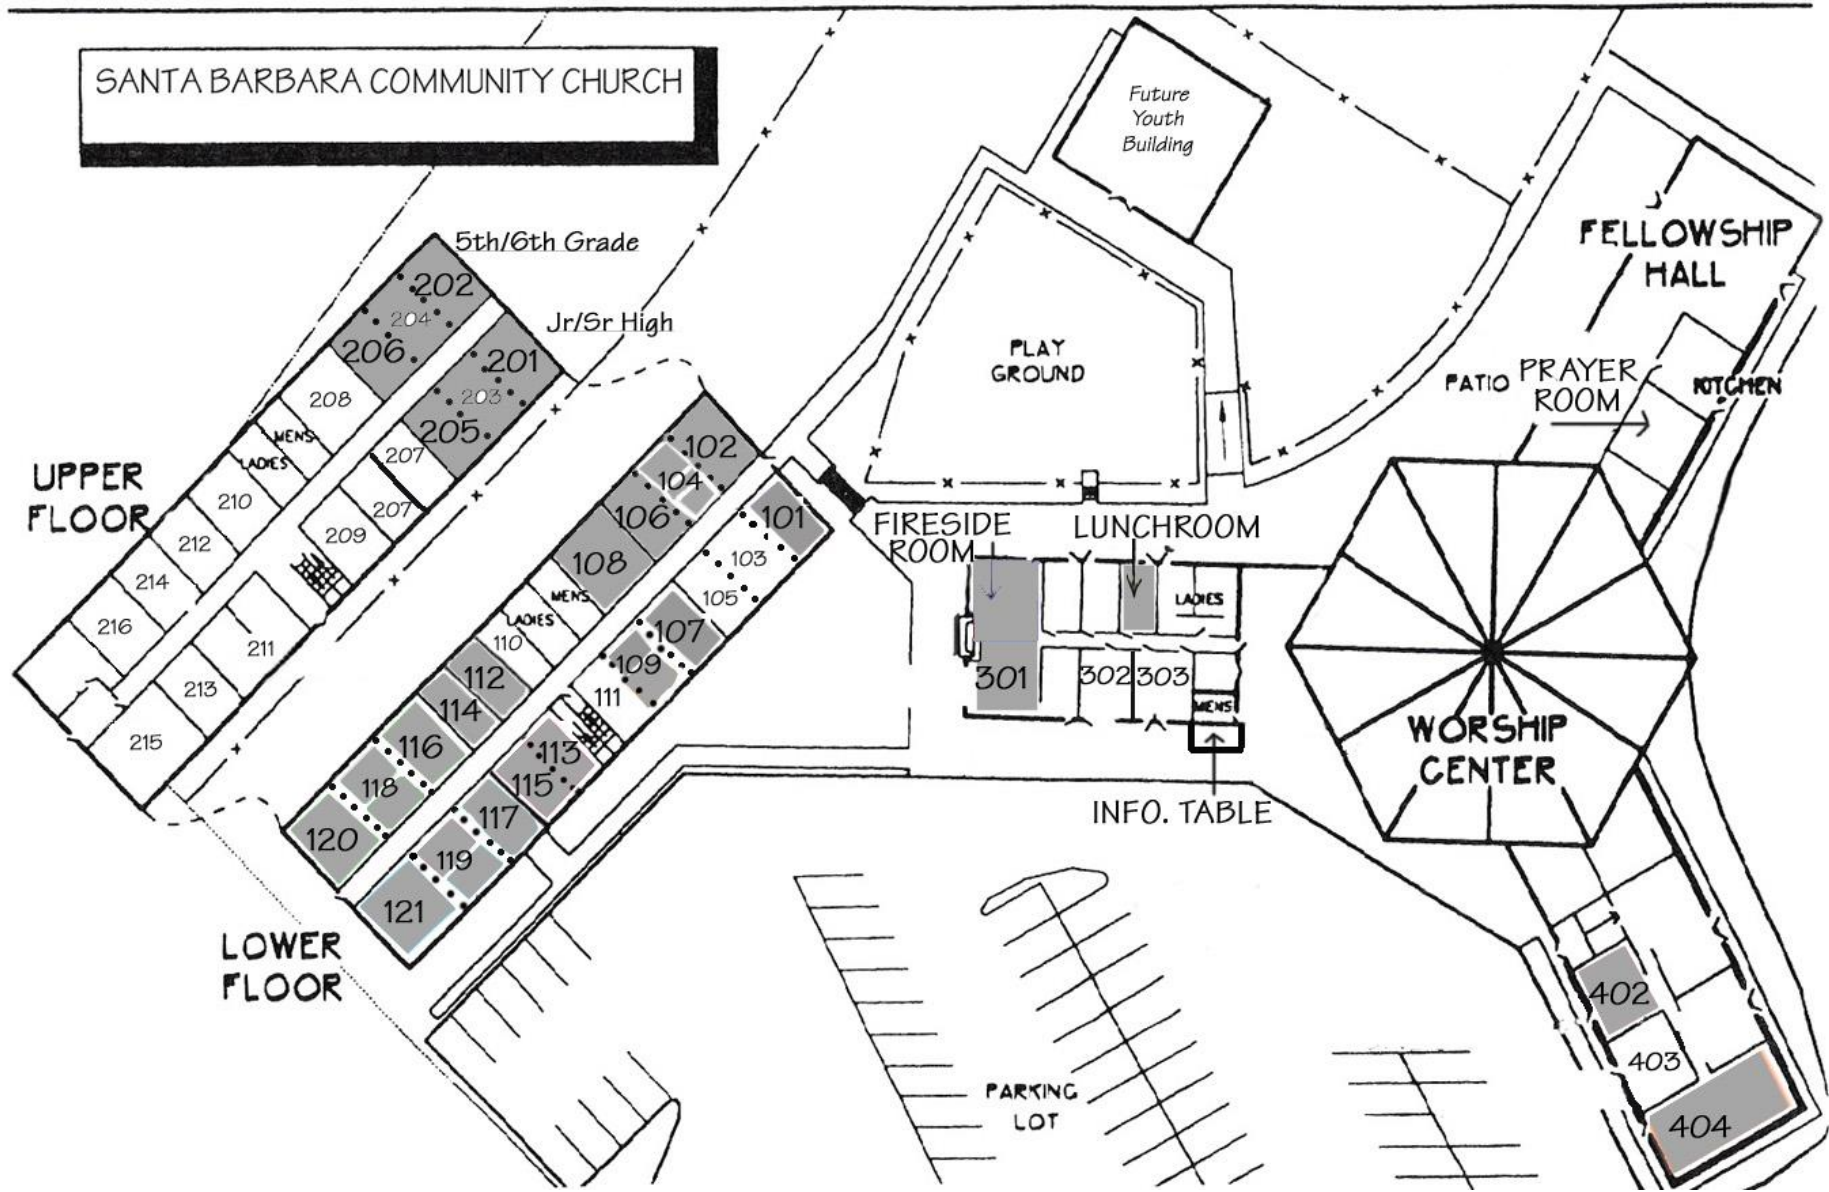 SANTA BARBARA COMMUNITY CHURCH
Future
Youth
Building
5th/6th Grade
202
204
206
Jr/Sr High
201
203
205
208
MENS
LADIES
207
207
209
210
212
214
216
211
213
215
UPPER
FLOOR
102
104
106
108
MENS
LADIES
110
112
114
116
118
120
101
103
105
107
109
111
113
115
117
119
121
LOWER
FLOOR
PLAY
GROUND
FIRESIDE
ROOM
LUNCHROOM
LADIES
301
302
303
MENS
INFO. TABLE
FELLOWSHIP
HALL
PATIO
PRAYER
ROOM
KITCHEN
WORSHIP
CENTER
402
403
404
PARKING
LOT